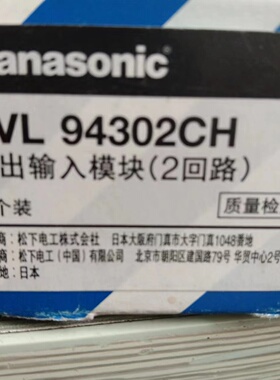 anasonic
VL 94302CH
出输入模块(2回路)
个装
质量检
商: 松下电工株式会社 日本大阪府门真市大字门真1048番地
商: 松下电工(中国)有限公司 北京市朝阳区建国路79号 华贸中心2号
地: 日本